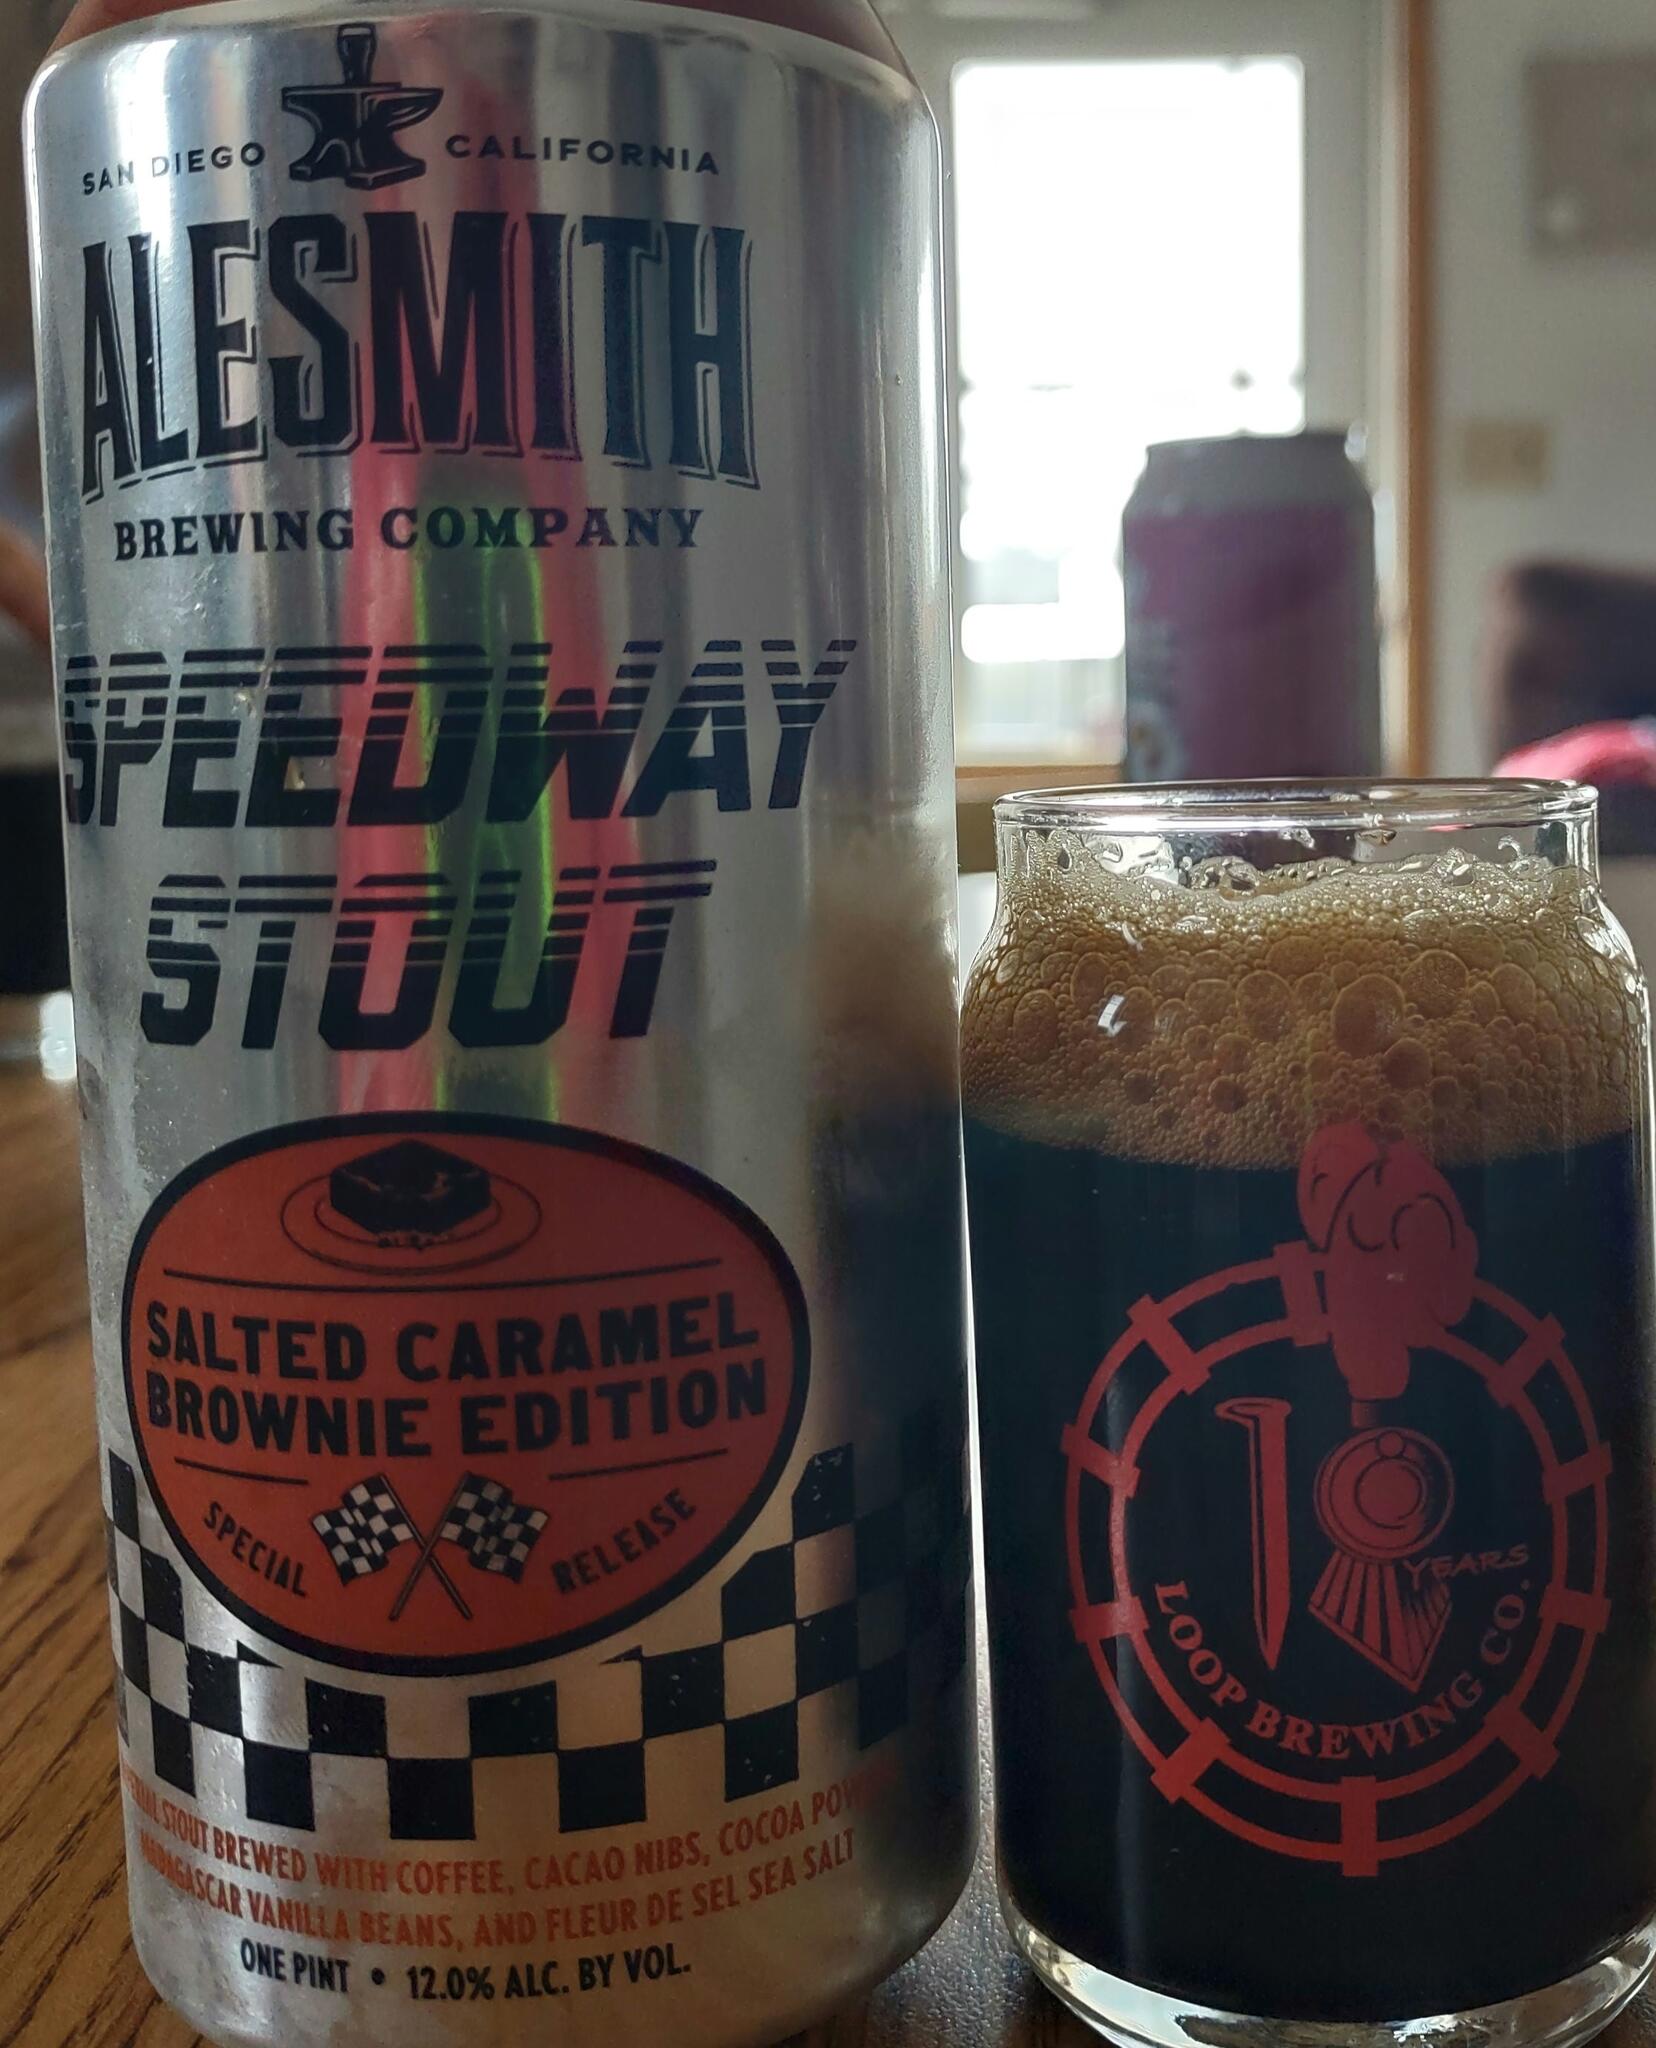 SAN DIEGO CALIFORNIA
ALESMITH
BREWING COMPANY
SPEEDWAY
STOUT
SALTED CARAMEL
BROWNIE EDITION
SPECIAL RELEASE
STOUT BREWED WITH COFFEE, CACAO NIBS, COCOA
MADAGASCAR VANILLA BEANS, AND FLEUR DE SEL SEA SALT
ONE PINT • 12.0% ALC. BY VOL.
10
YEARS
LOOP BREWING CO.